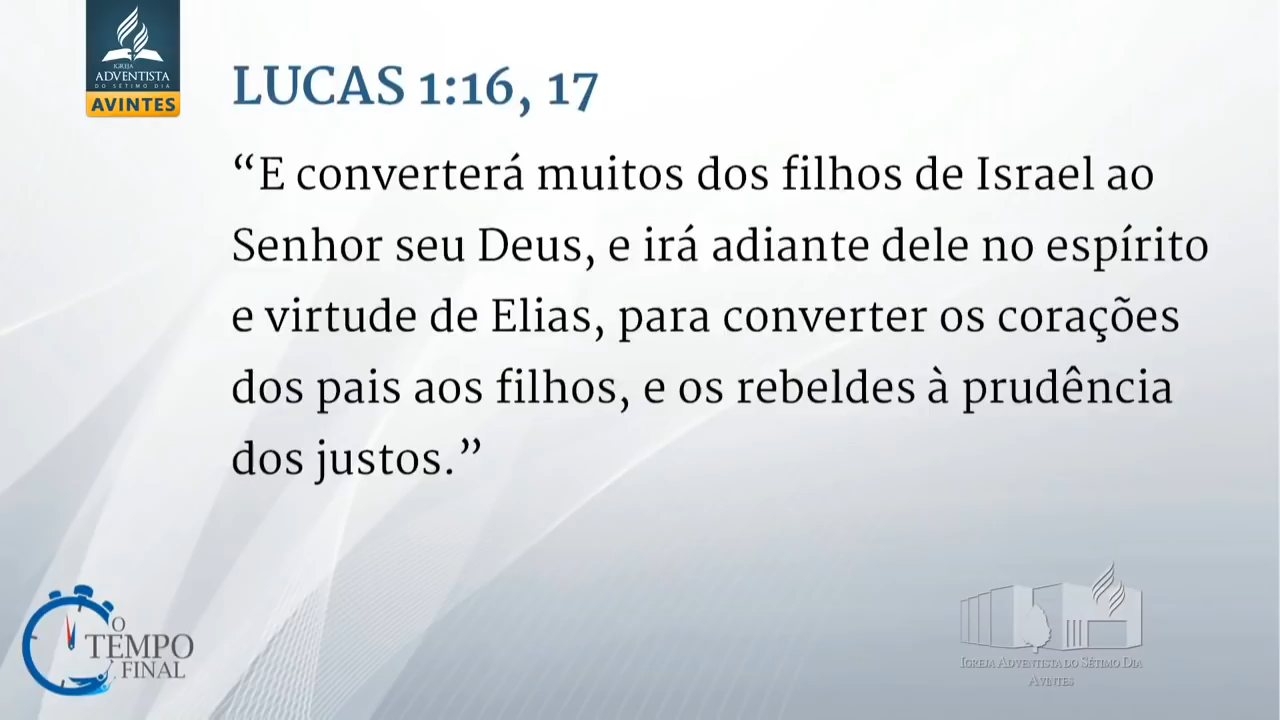 IGREJA
ADVENTISTA
DO SÉTIMO DIA
AVINTES
LUCAS 1:16, 17
“E converterá muitos dos filhos de Israel ao
Senhor seu Deus, e irá adiante dele no espírito
e virtude de Elias, para converter os corações
dos pais aos filhos, e os rebeldes à prudência
dos justos.”
O
TEMPO
FINAL
IGREJA ADVENTISTA DO SÉTIMO DIA
AVINTES